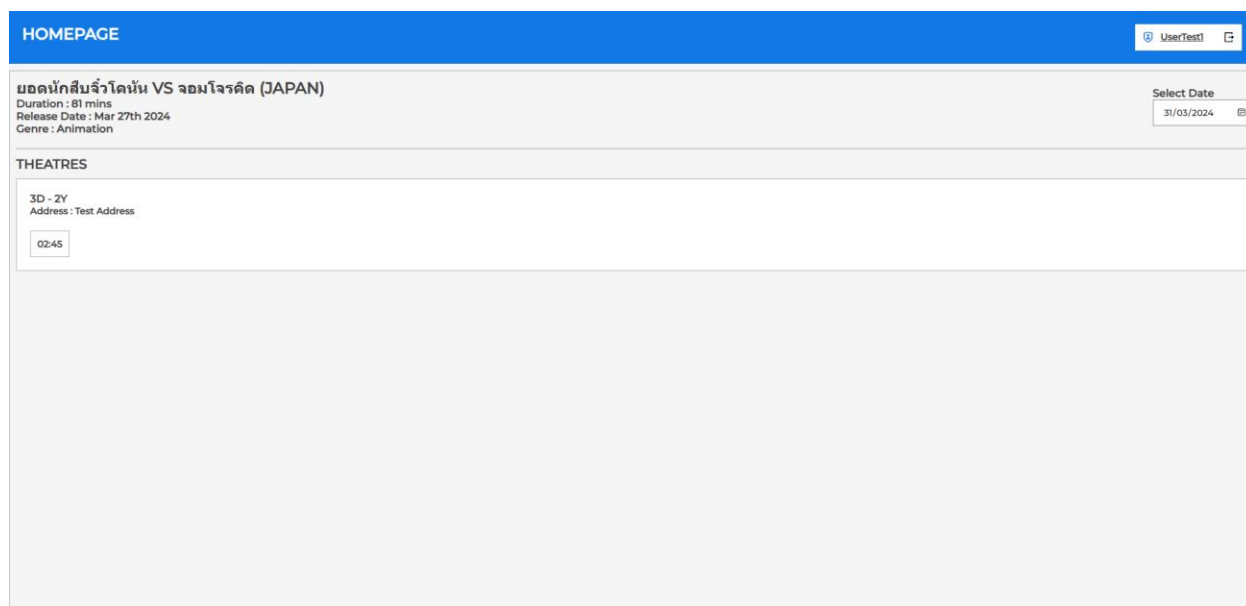 HOMEPAGE
UserTest1
ยอดนักสืบจิ๋วโคนัน VS จอมโจรคิด (JAPAN)
Duration : 81 mins
Release Date : Mar 27th 2024
Genre : Animation
Select Date
31/03/2024
THEATRES
3D - 2Y
Address : Test Address
02:45